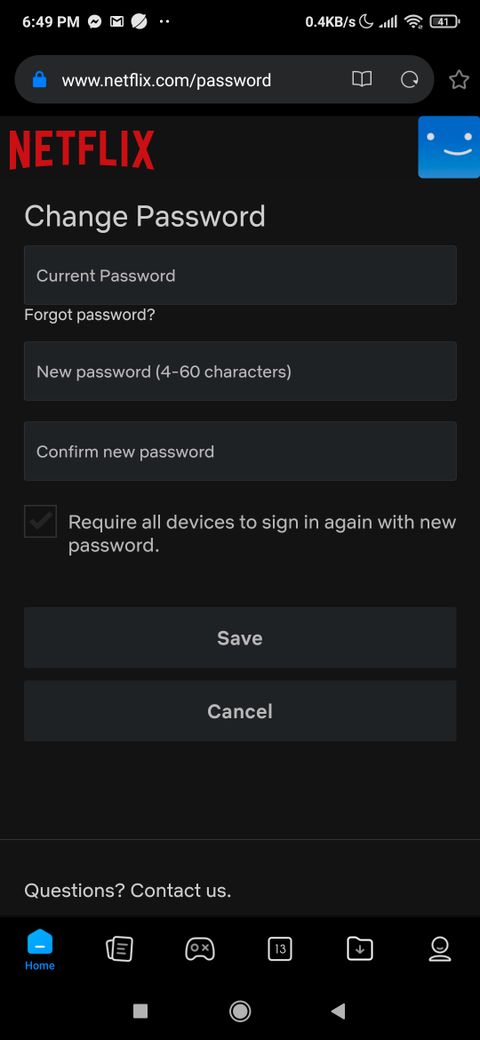 6:49 PM
0.4KB/s
41
www.netflix.com/password
NETFLIX
Change Password
Current Password
Forgot password?
New password (4-60 characters)
Confirm new password
Require all devices to sign in again with new
password.
Save
Cancel
Questions? Contact us.
13
Home